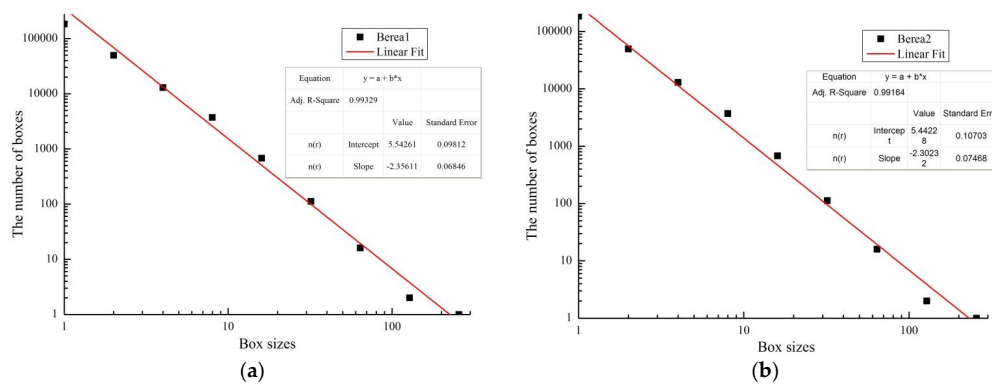 100000
10000
1000
100
10
1
1 10 100
The number of boxes
Box sizes
Berea1
Linear Fit
Equation y = a + b*x
Adj. R-Square 0.99329
Value Standard Error
n(r) Intercept 5.54261 0.09812
n(r) Slope -2.35611 0.06846
(a)
100000
10000
1000
100
10
1
1 10 100
The number of boxes
Box sizes
Berea2
Linear Fit
Equation y = a + b*x
Adj. R-Square 0.99164
Value Standard Erro
n(r) Intercep
t 5.4422
8 0.10703
n(r) Slope -2.3023
2 0.07468
(b)